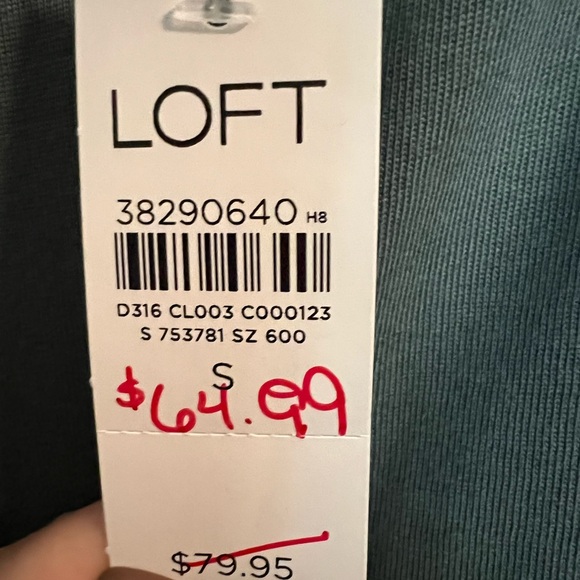 LOFT
38290640 H8
D316 CL003 C000123
S 753781 SZ 600
S
$64.99
$79.95